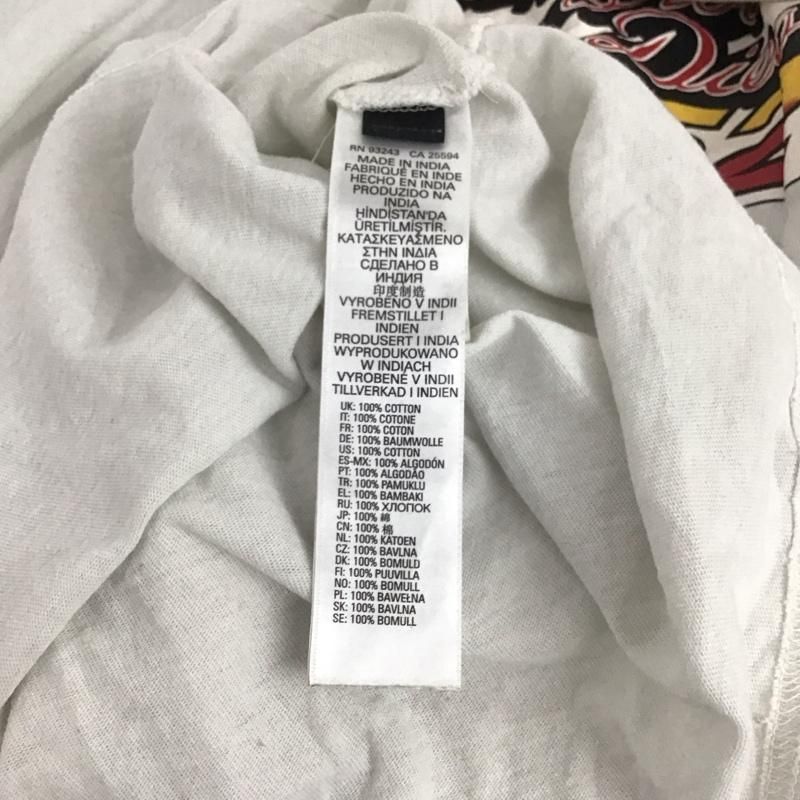 Dies
RN 93243 CA 25594
MADE IN INDIA
FABRIQUÉ EN INDE
HECHO EN INDIA
PRODUZIDO NA
INDIA
HİNDİSTAN'DA
ÜRETİLMİŞTİR.
ΚΑΤΑΣΚΕΥΑΣΜΕΝΟ
ΣΤΗΝ ΙΝΔΙΑ
СДЕЛАНО В
ИНДИЯ
印度制造
VYROBENO V INDII
FREMSTILLET I
INDIEN
PRODUSERT I INDIA
WYPRODUKOWANO
W INDIACH
VYROBENÉ V INDII
TILLVERKAD I INDIEN
UK: 100% COTTON
IT: 100% COTONE
FR: 100% COTON
DE: 100% BAUMWOLLE
US: 100% COTTON
ES-MX: 100% ALGODÓN
PT: 100% ALGODÃO
TR: 100% PAMUKLU
EL: 100% BAMBAKI
RU: 100% ХЛОПОК
JP: 100% 綿
CN: 100% 棉
NL: 100% KATOEN
CZ: 100% BAVLNA
DK: 100% BOMULD
FI: 100% PUUVILLA
NO: 100% BOMULL
PL: 100% BAWEŁNA
SK: 100% BAVLNA
SE: 100% BOMULL